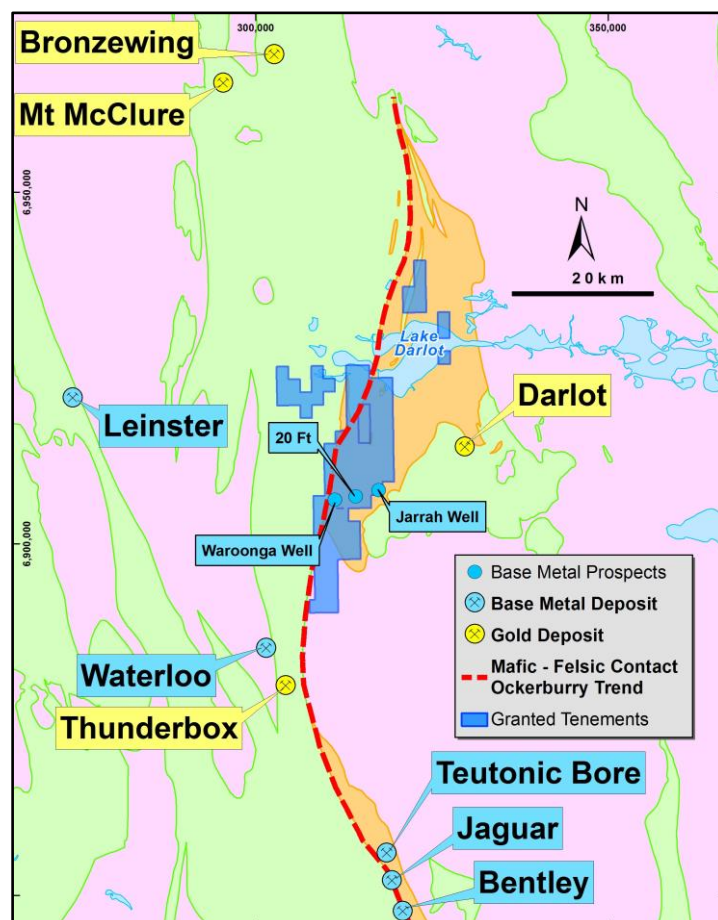 300,000
350,000
Bronzewing
Mt McClure
6,950,000
N
20km
Lake
Darlot
Darlot
Leinster
20 Ft
Jarrah Well
Waroonga Well
6,900,000
Base Metal Prospects
Base Metal Deposit
Gold Deposit
Mafic - Felsic Contact
Ockerburry Trend
Granted Tenements
Waterloo
Thunderbox
Teutonic Bore
Jaguar
Bentley